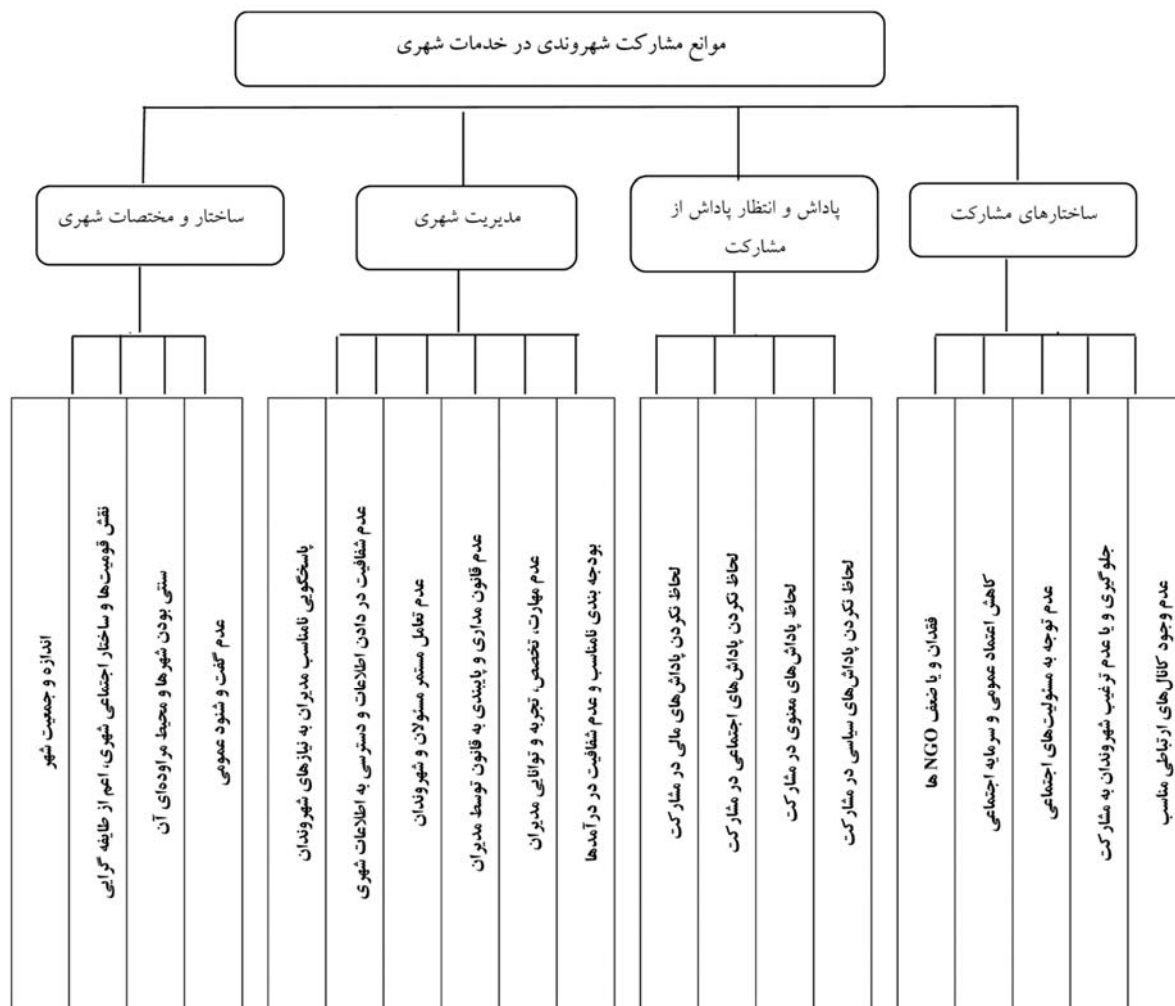 موانع مشارکت شهروندی در خدمات شهری
ساختارهای مشارکت
پاداش و انتظار پاداش از
مشارکت
مدیریت شهری
ساختار و مختصات شهری
عدم وجود کانال‌های ارتباطی مناسب
جلوگیری و یا عدم ترغیب شهروندان به مشارکت
عدم توجه به مسئولیت‌های اجتماعی
کاهش اعتماد عمومی و سرمایه اجتماعی
فقدان و یا ضعف NGO ها
لحاظ نکردن پاداش‌های سیاسی در مشارکت
لحاظ پاداش‌های معنوی در مشارکت
لحاظ نکردن پاداش‌های اجتماعی در مشارکت
لحاظ نکردن پاداش‌های مالی در مشارکت
بودجه بندی نامناسب و عدم شفافیت در درآمدها
عدم مهارت، تخصص، تجربه و توانایی مدیران
عدم قانون مداری و پایبندی به قانون توسط مدیران
عدم تعامل مستمر مسئولان و شهروندان
عدم شفافیت در دادن اطلاعات و دسترسی به اطلاعات شهری
پاسخگویی نامناسب مدیران به نیازهای شهروندان
عدم گفت و شنود عمومی
سنتی بودن شهرها و محیط مراوده‌ای آن
نقش قومیت‌ها و ساختار اجتماعی شهری، اعم از طایفه گرایی
اندازه و جمعیت شهر